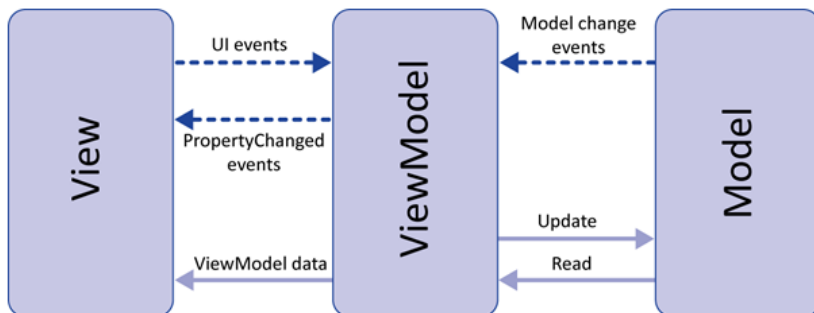 View
UI events
PropertyChanged
events
ViewModel data
ViewModel
Model change
events
Update
Read
Model